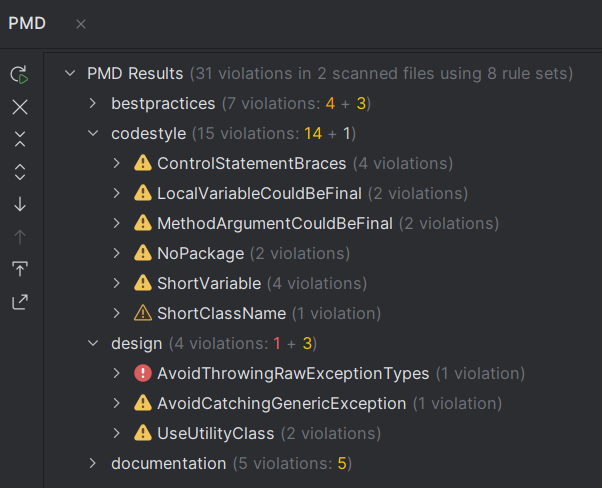 PMD
PMD Results (31 violations in 2 scanned files using 8 rule sets)
bestpractices (7 violations: 4 + 3)
codestyle (15 violations: 14 + 1)
ControlStatementBraces (4 violations)
LocalVariableCouldBeFinal (2 violations)
MethodArgumentCouldBeFinal (2 violations)
NoPackage (2 violations)
ShortVariable (4 violations)
ShortClassName (1 violation)
design (4 violations: 1 + 3)
AvoidThrowingRawExceptionTypes (1 violation)
AvoidCatchingGenericException (1 violation)
UseUtilityClass (2 violations)
documentation (5 violations: 5)